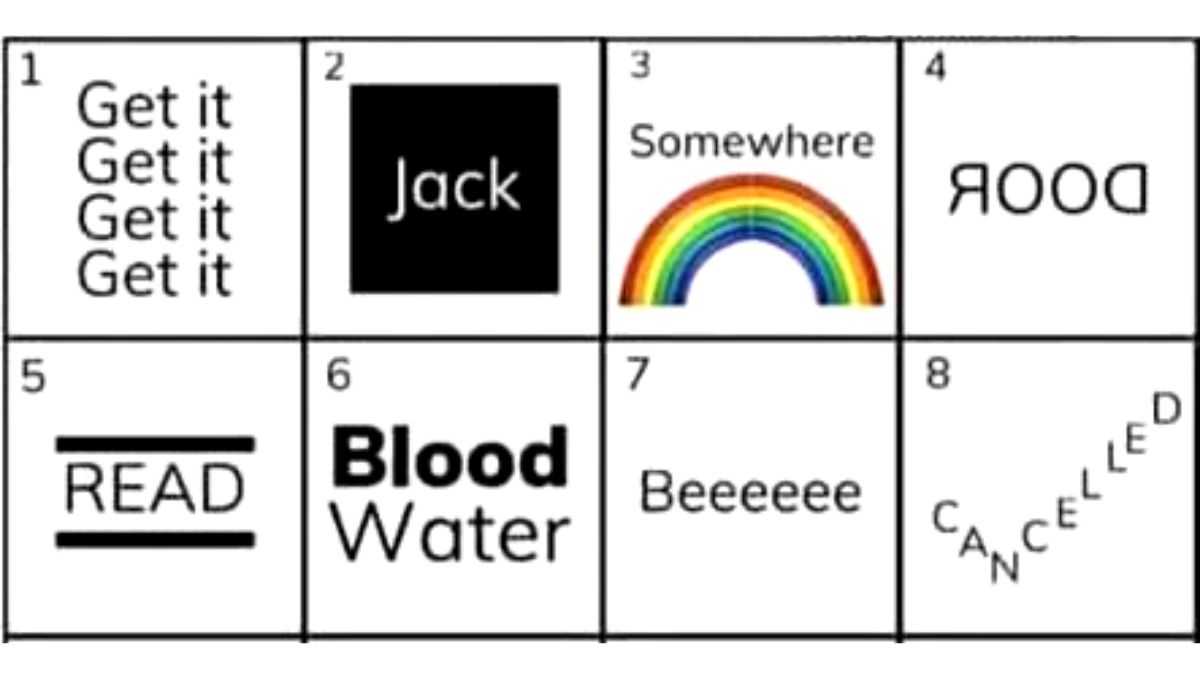 1
Get it
Get it
Get it
Get it
2
Jack
3
Somewhere
4
ЯOOD
5
READ
6
Blood
Water
7
Beeeeee
8
CANCELLED